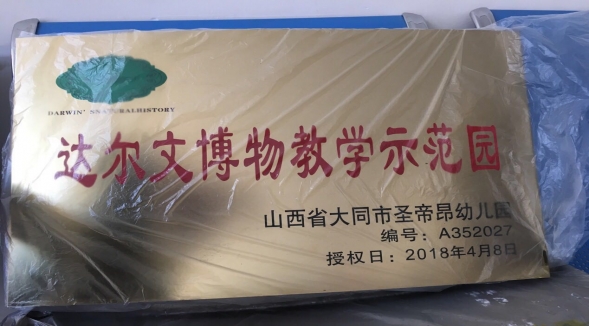 DARWIN' SNATURALHISTORY
达尔文博物教学示范园
山西省大同市圣帝昂幼儿园
编号：A352027
授权日：2018年4月8日